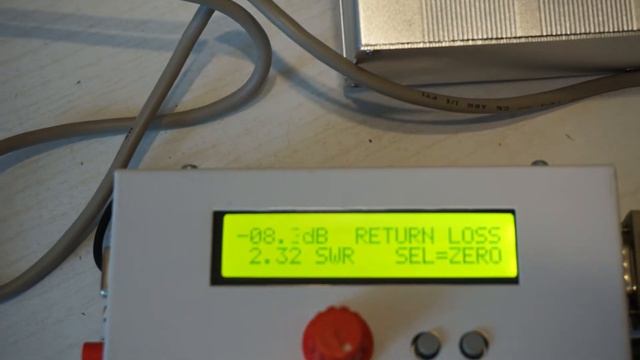 RETURN LOSS
2.32 SWR SEL=ZERO